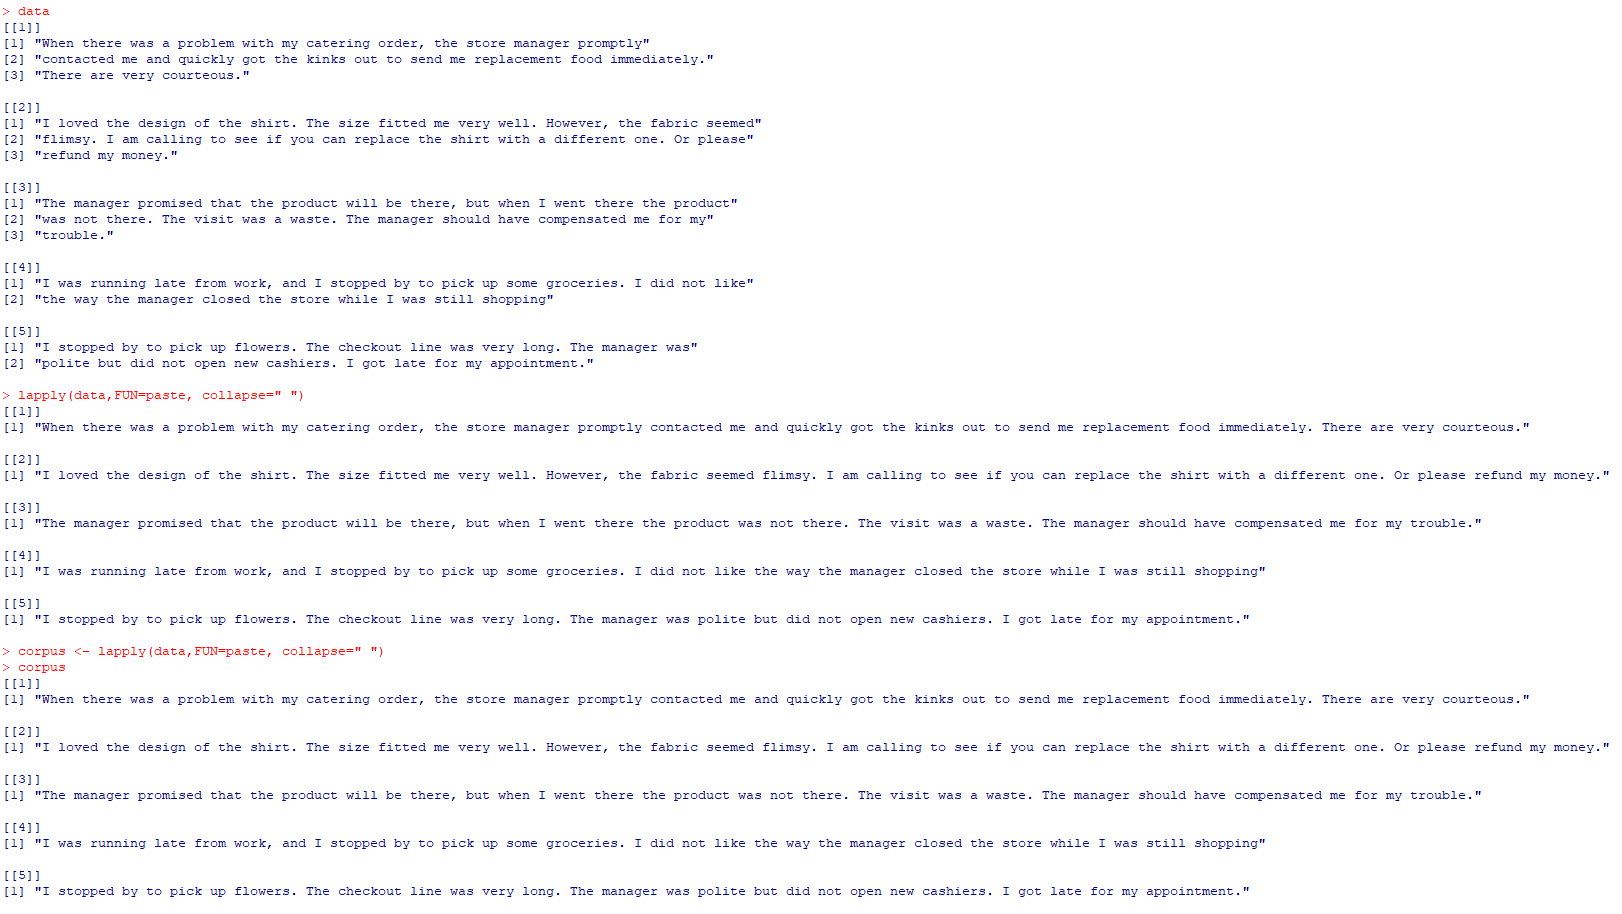 > data
[[1]]
[1] "When there was a problem with my catering order, the store manager promptly"
[2] "contacted me and quickly got the kinks out to send me replacement food immediately."
[3] "There are very courteous."
[[2]]
[1] "I loved the design of the shirt. The size fitted me very well. However, the fabric seemed"
[2] "flimsy. I am calling to see if you can replace the shirt with a different one. Or please"
[3] "refund my money."
[[3]]
[1] "The manager promised that the product will be there, but when I went there the product"
[2] "was not there. The visit was a waste. The manager should have compensated me for my"
[3] "trouble."
[[4]]
[1] "I was running late from work, and I stopped by to pick up some groceries. I did not like"
[2] "the way the manager closed the store while I was still shopping"
[[5]]
[1] "I stopped by to pick up flowers. The checkout line was very long. The manager was"
[2] "polite but did not open new cashiers. I got late for my appointment."
> lapply(data,FUN=paste, collapse=" ")
[[1]]
[1] "When there was a problem with my catering order, the store manager promptly contacted me and quickly got the kinks out to send me replacement food immediately. There are very courteous."
[[2]]
[1] "I loved the design of the shirt. The size fitted me very well. However, the fabric seemed flimsy. I am calling to see if you can replace the shirt with a different one. Or please refund my money."
[[3]]
[1] "The manager promised that the product will be there, but when I went there the product was not there. The visit was a waste. The manager should have compensated me for my trouble."
[[4]]
[1] "I was running late from work, and I stopped by to pick up some groceries. I did not like the way the manager closed the store while I was still shopping"
[[5]]
[1] "I stopped by to pick up flowers. The checkout line was very long. The manager was polite but did not open new cashiers. I got late for my appointment."
> corpus <- lapply(data,FUN=paste, collapse=" ")
> corpus
[[1]]
[1] "When there was a problem with my catering order, the store manager promptly contacted me and quickly got the kinks out to send me replacement food immediately. There are very courteous."
[[2]]
[1] "I loved the design of the shirt. The size fitted me very well. However, the fabric seemed flimsy. I am calling to see if you can replace the shirt with a different one. Or please refund my money."
[[3]]
[1] "The manager promised that the product will be there, but when I went there the product was not there. The visit was a waste. The manager should have compensated me for my trouble."
[[4]]
[1] "I was running late from work, and I stopped by to pick up some groceries. I did not like the way the manager closed the store while I was still shopping"
[[5]]
[1] "I stopped by to pick up flowers. The checkout line was very long. The manager was polite but did not open new cashiers. I got late for my appointment."